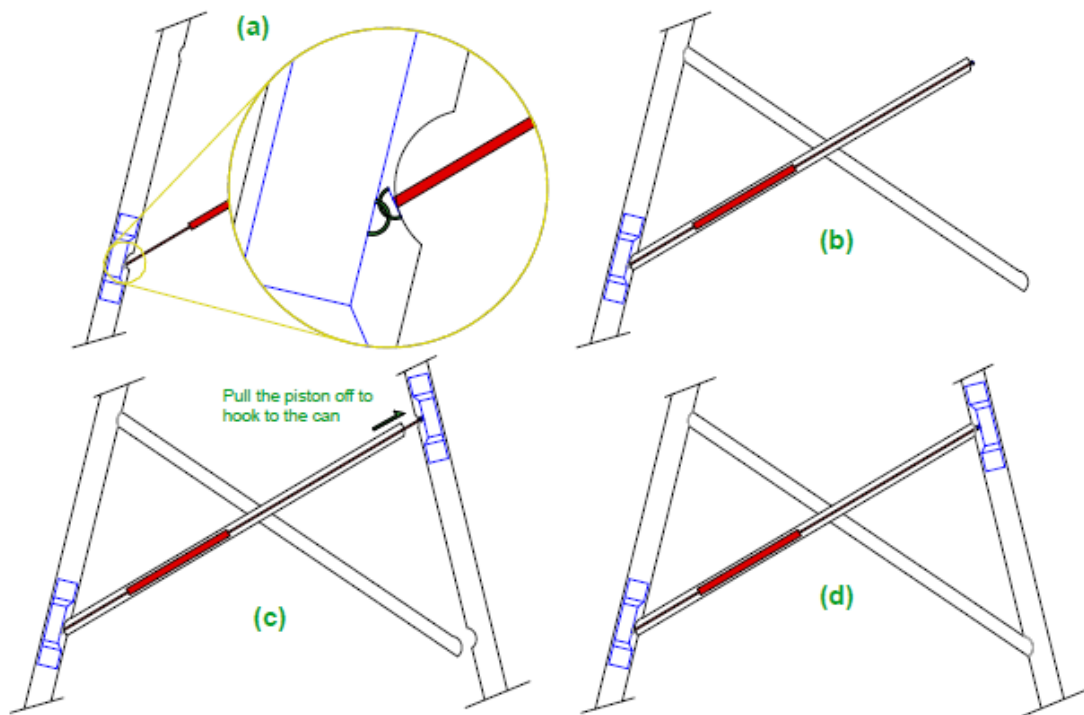 (a)
(b)
Pull the piston off to
hook to the can
(c)
(d)